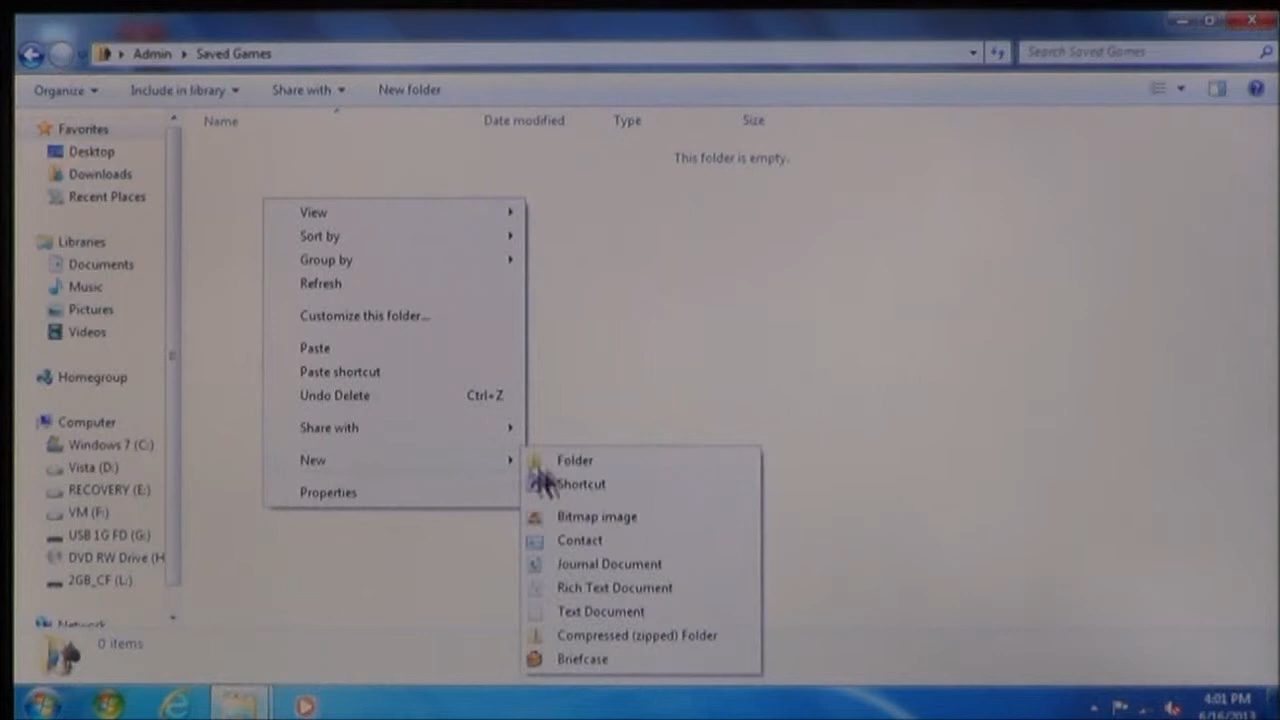 Admin Saved Games
Search Saved Games
Organize Include in library Share with New folder
Name Date modified Type Size
This folder is empty.
Favorites
Desktop
Downloads
Recent Places
Libraries
Documents
Music
Pictures
Videos
Homegroup
Computer
Windows 7 (C:)
Vista (D:)
RECOVERY (E:)
VM (F:)
USB 1G FD (G:)
DVD RW Drive (H
2GB_CF (L:)
Network
0 items
View
Sort by
Group by
Refresh
Customize this folder...
Paste
Paste shortcut
Undo Delete Ctrl+Z
Share with
New
Properties
Folder
Shortcut
Bitmap image
Contact
Journal Document
Rich Text Document
Text Document
Compressed (zipped) Folder
Briefcase
4:01 PM
6/16/2013